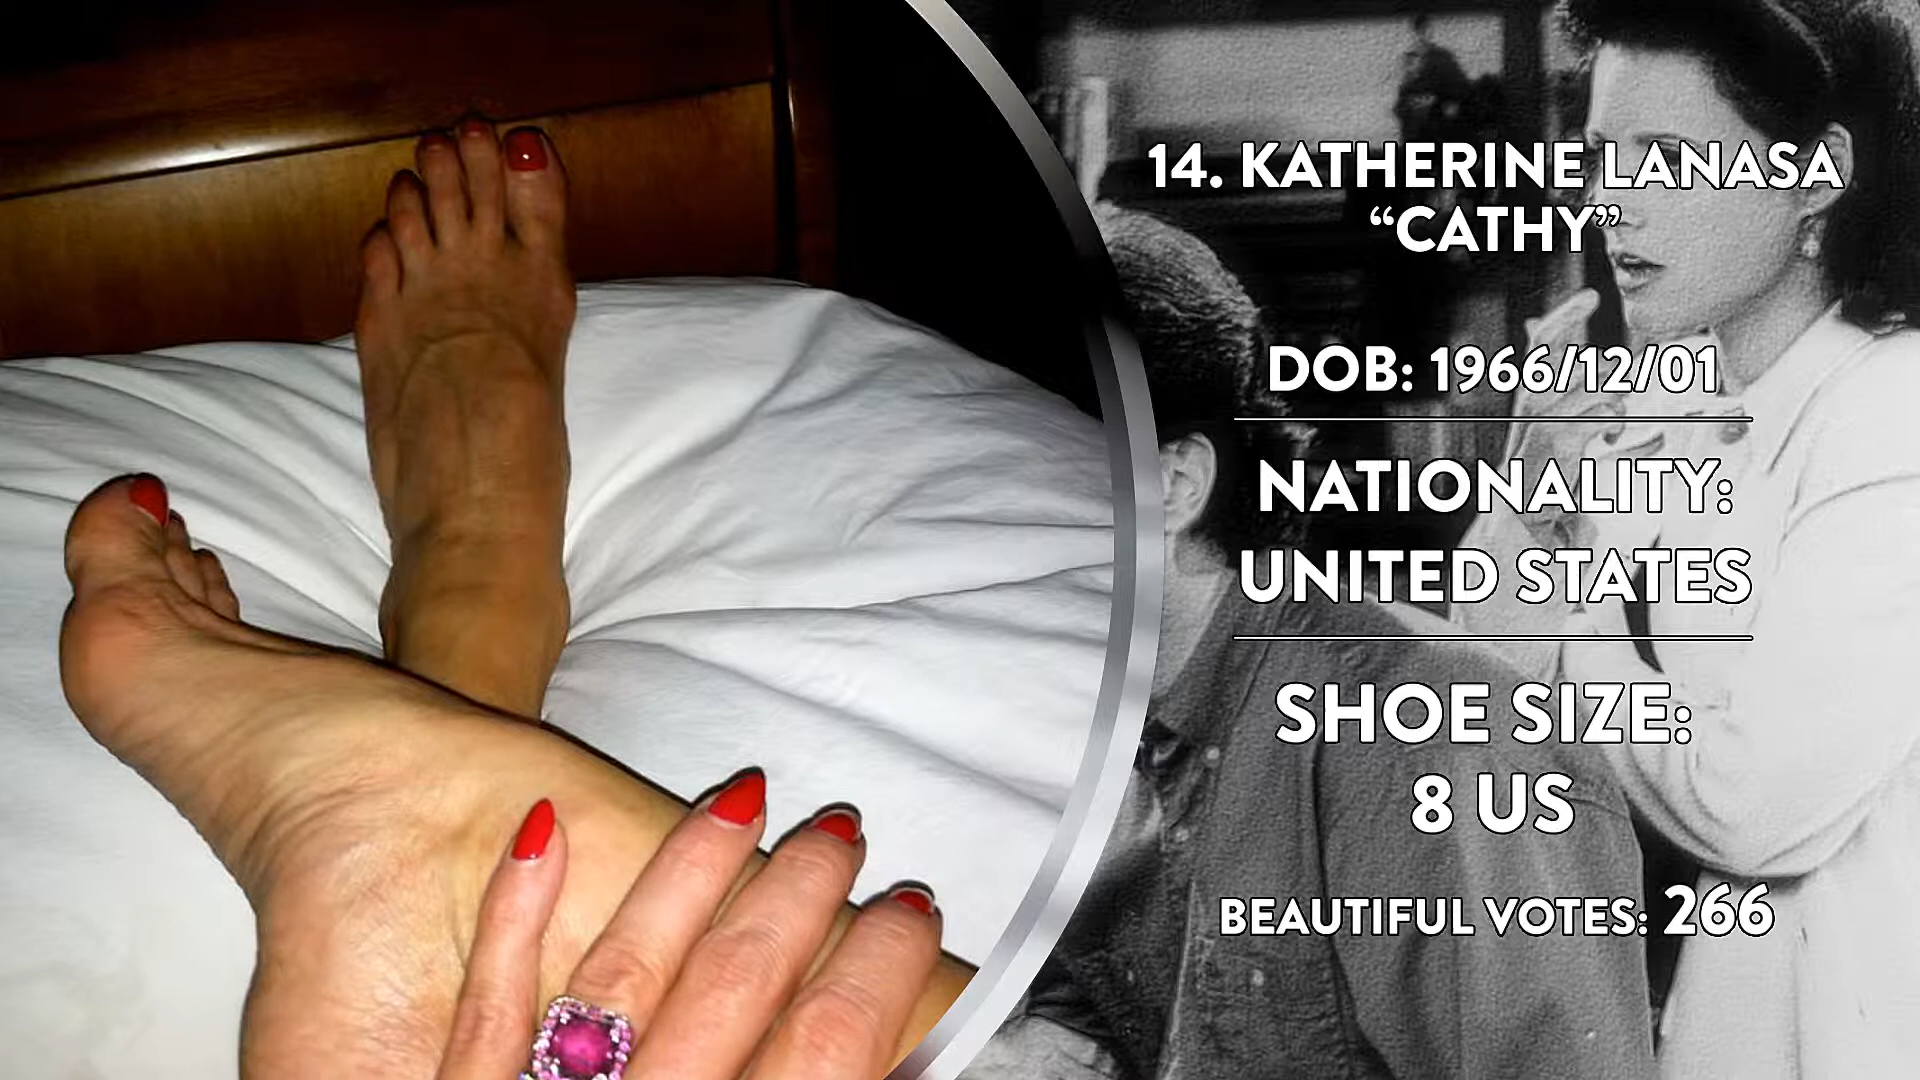 14. KATHERINE LANASA
“CATHY”
DOB: 1966/12/01
NATIONALITY:
UNITED STATES
SHOE SIZE:
8 US
BEAUTIFUL VOTES: 266